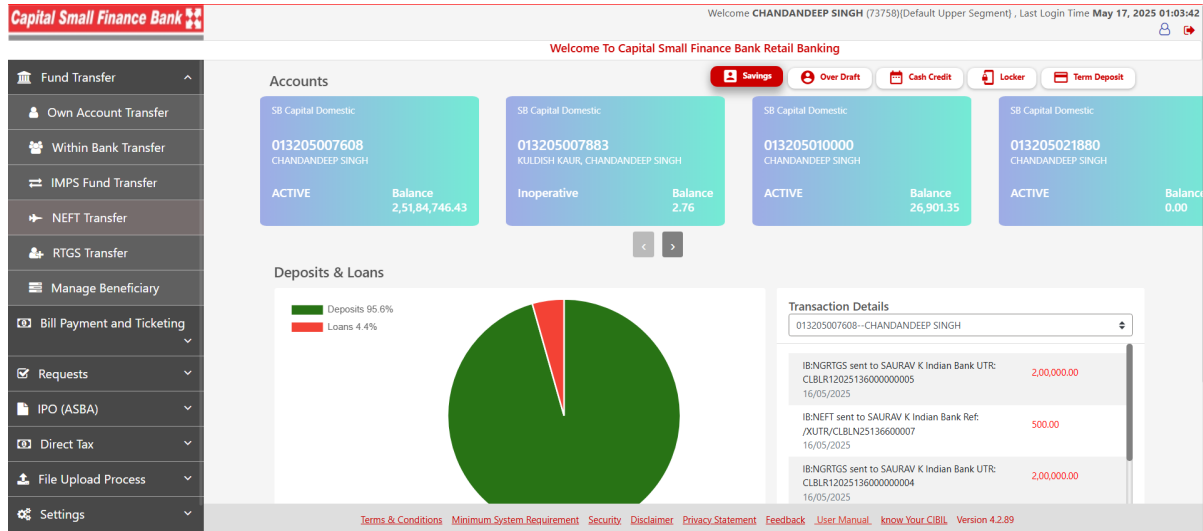 Capital Small Finance Bank
Welcome CHANDANDEEP SINGH (73758)(Default Upper Segment) , Last Login Time May 17, 2025 01:03:42
Welcome To Capital Small Finance Bank Retail Banking
Fund Transfer
Own Account Transfer
Within Bank Transfer
IMPS Fund Transfer
NEFT Transfer
RTGS Transfer
Manage Beneficiary
Bill Payment and Ticketing
Requests
IPO (ASBA)
Direct Tax
File Upload Process
Settings
Accounts
Savings
Over Draft
Cash Credit
Locker
Term Deposit
SB Capital Domestic
013205007608
CHANDANDEEP SINGH
ACTIVE Balance
2,51,84,746.43
SB Capital Domestic
013205007883
KULDISH KAUR, CHANDANDEEP SINGH
Inoperative Balance
2.76
SB Capital Domestic
013205010000
CHANDANDEEP SINGH
ACTIVE Balance
26,901.35
SB Capital Domestic
013205021880
CHANDANDEEP SINGH
ACTIVE Balance
0.00
Deposits & Loans
Deposits 95.6%
Loans 4.4%
Transaction Details
013205007608--CHANDANDEEP SINGH
IB:NGRTGS sent to SAURAV K Indian Bank UTR: 2,00,000.00
CLBLR12025136000000005
16/05/2025
IB:NEFT sent to SAURAV K Indian Bank Ref: 500.00
/XUTR/CLBLN25136600007
16/05/2025
IB:NGRTGS sent to SAURAV K Indian Bank UTR: 2,00,000.00
CLBLR12025136000000004
16/05/2025
Terms & Conditions Minimum System Requirement Security Disclaimer Privacy Statement Feedback User Manual know Your CIBIL Version 4.2.89